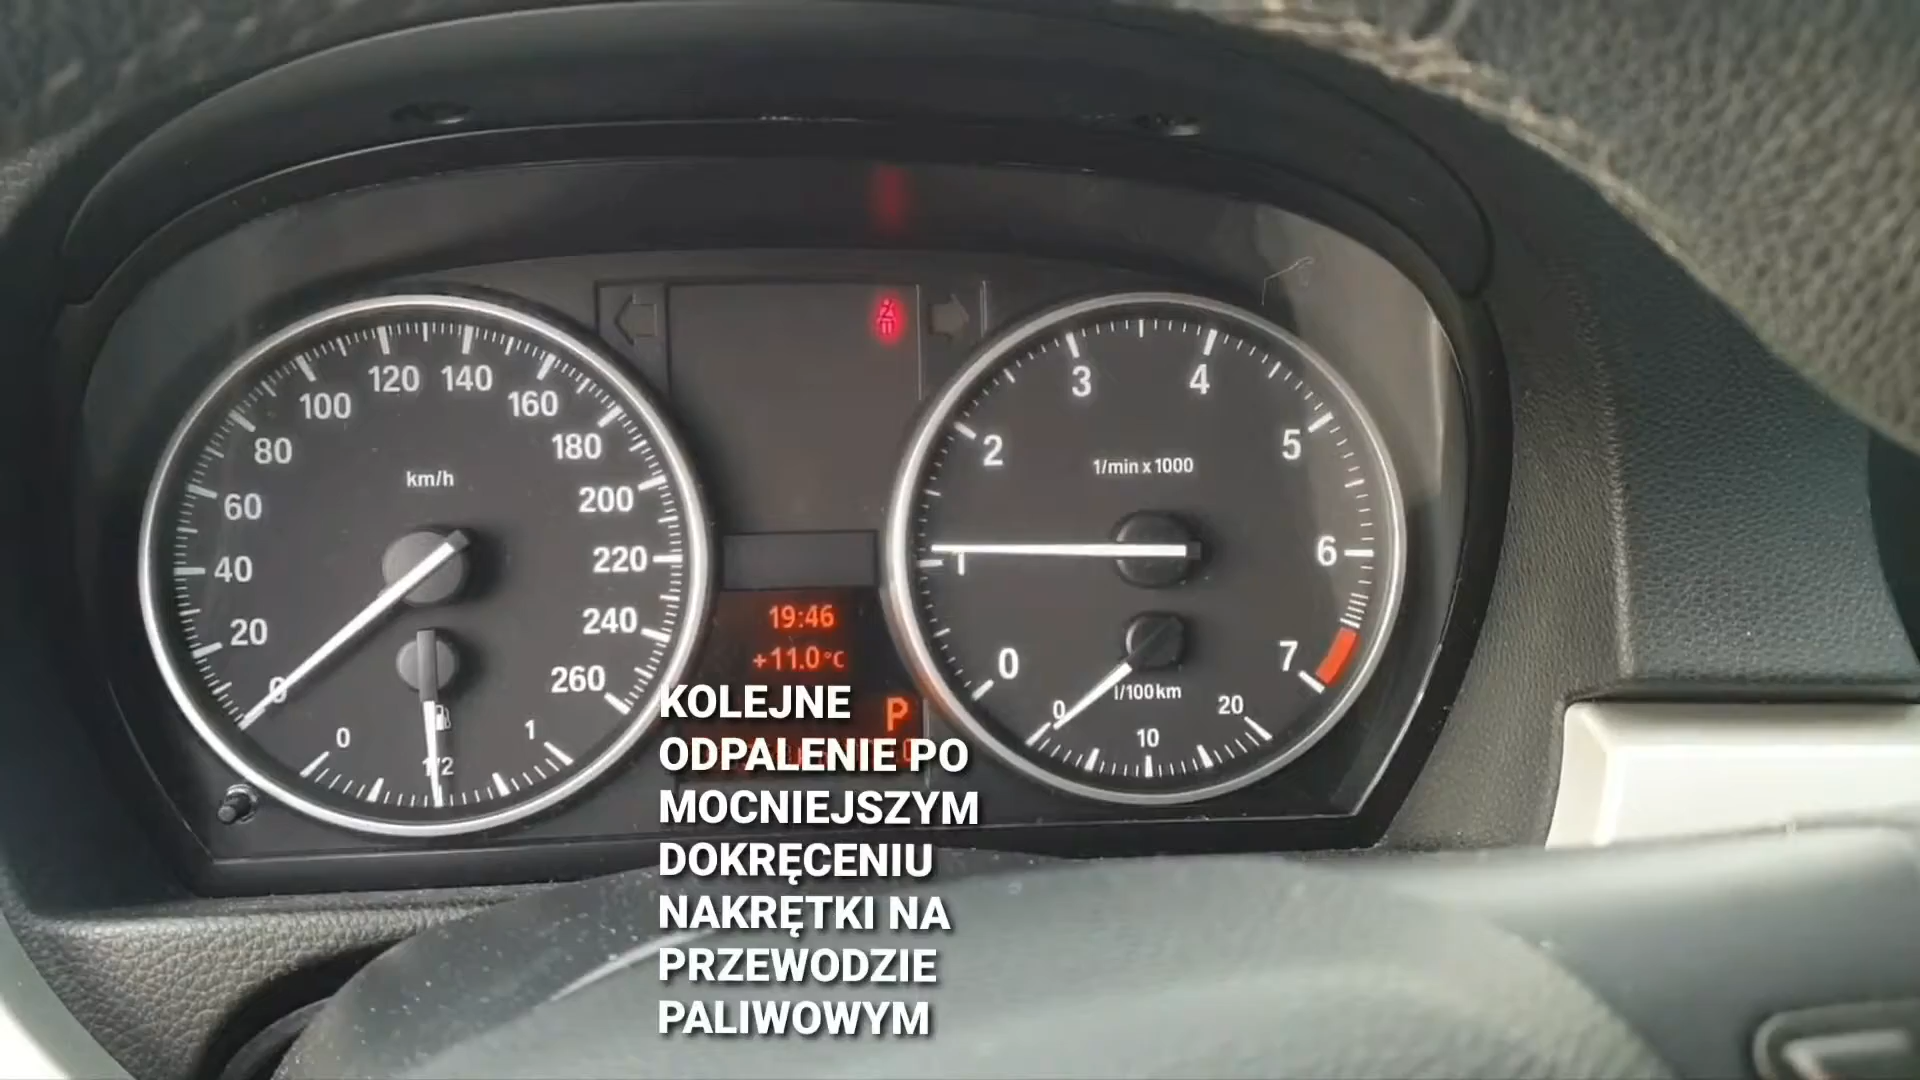 120 140
100 160
80 180
60 200
40 220
20 240
0 260
km/h
0 1/2 1
3 4
2 5
1 6
0 7
1/min x 1000
l/100km
0 10 20
19:46
+11.0°C
P
KOLEJNE
ODPALENIE PO
MOCNIEJSZYM
DOKRĘCENIU
NAKRĘTKI NA
PRZEWODZIE
PALIWOWYM